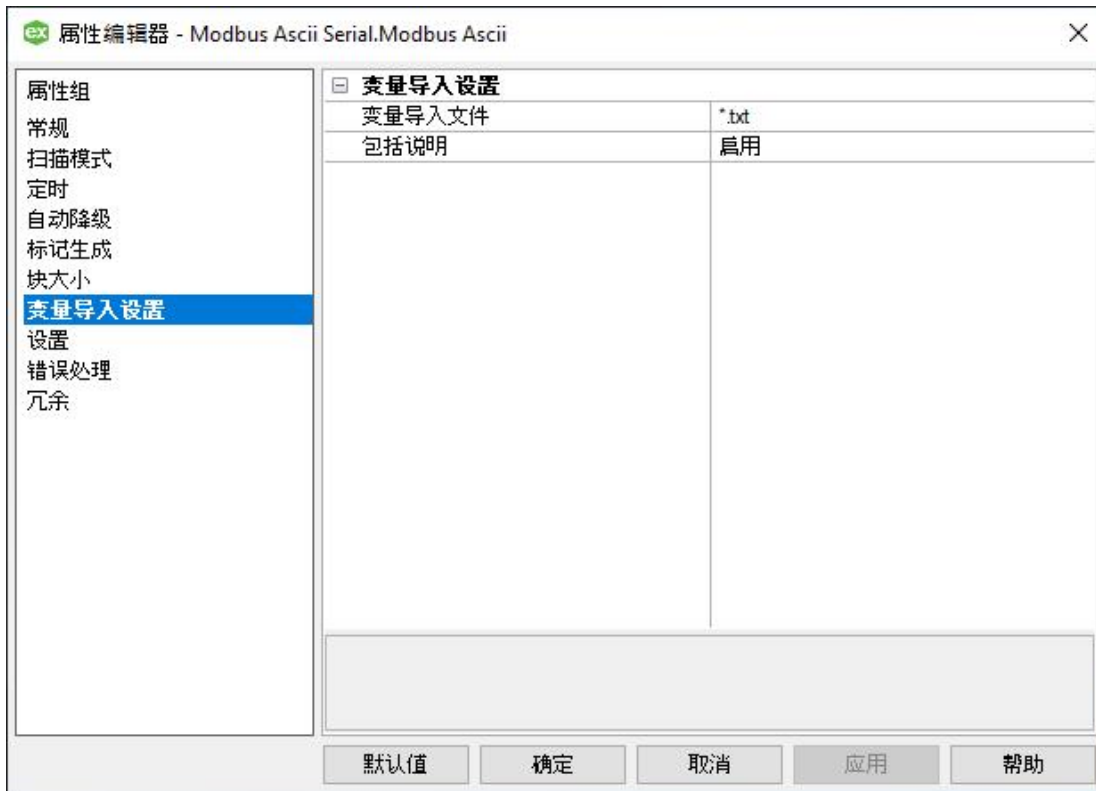 ex 属性编辑器 - Modbus Ascii Serial.Modbus Ascii
属性组
常规
扫描模式
定时
自动降级
标记生成
块大小
变量导入设置
设置
错误处理
冗余
变量导入设置
变量导入文件 *.txt
包括说明 启用
默认值 确定 取消 应用 帮助